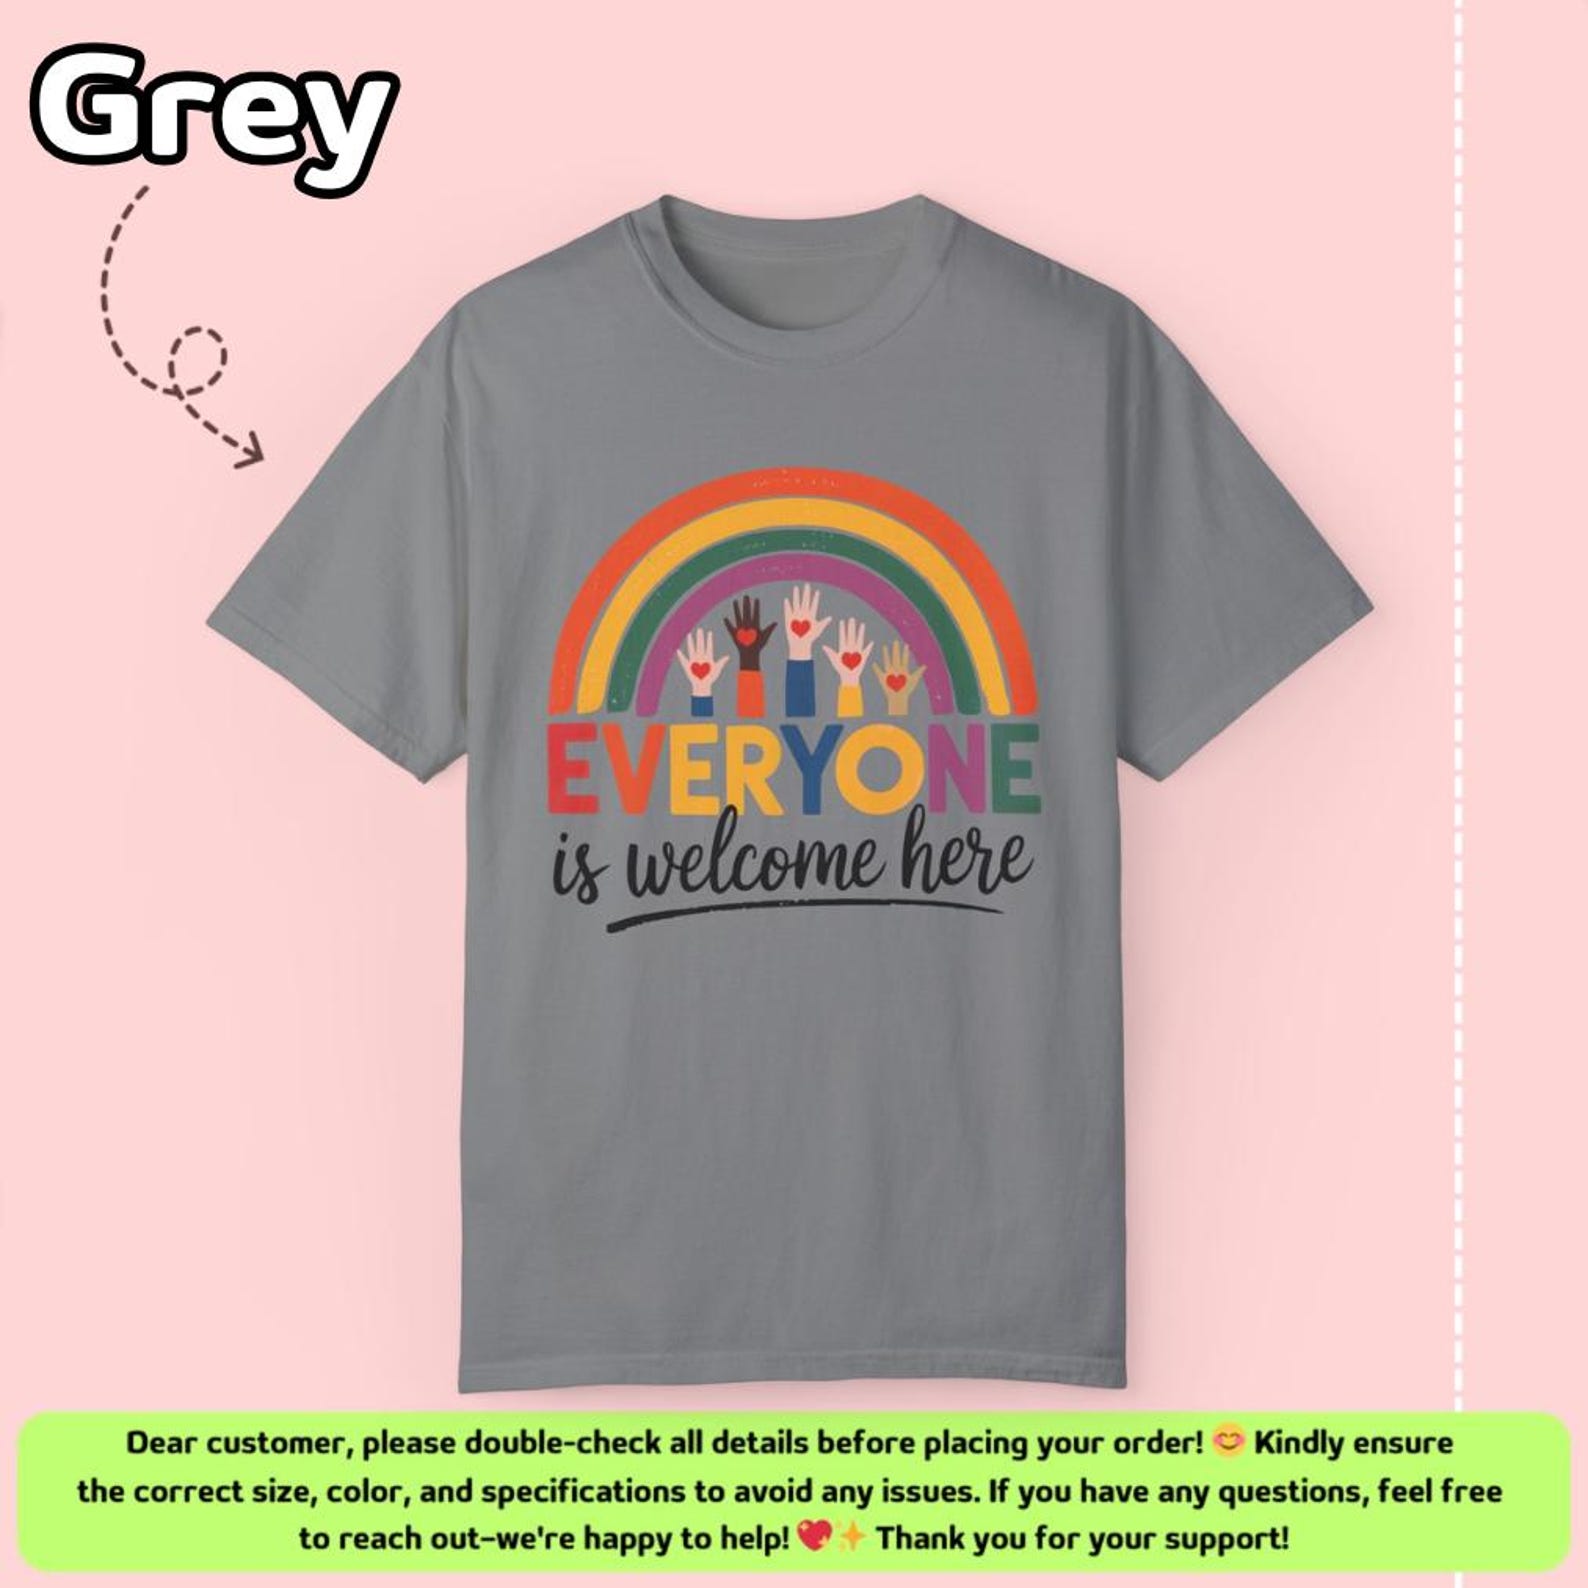 Grey
EVERYONE
is welcome here
Dear customer, please double-check all details before placing your order! 😊 Kindly ensure
the correct size, color, and specifications to avoid any issues. If you have any questions, feel free
to reach out–we're happy to help! 💖✨ Thank you for your support!